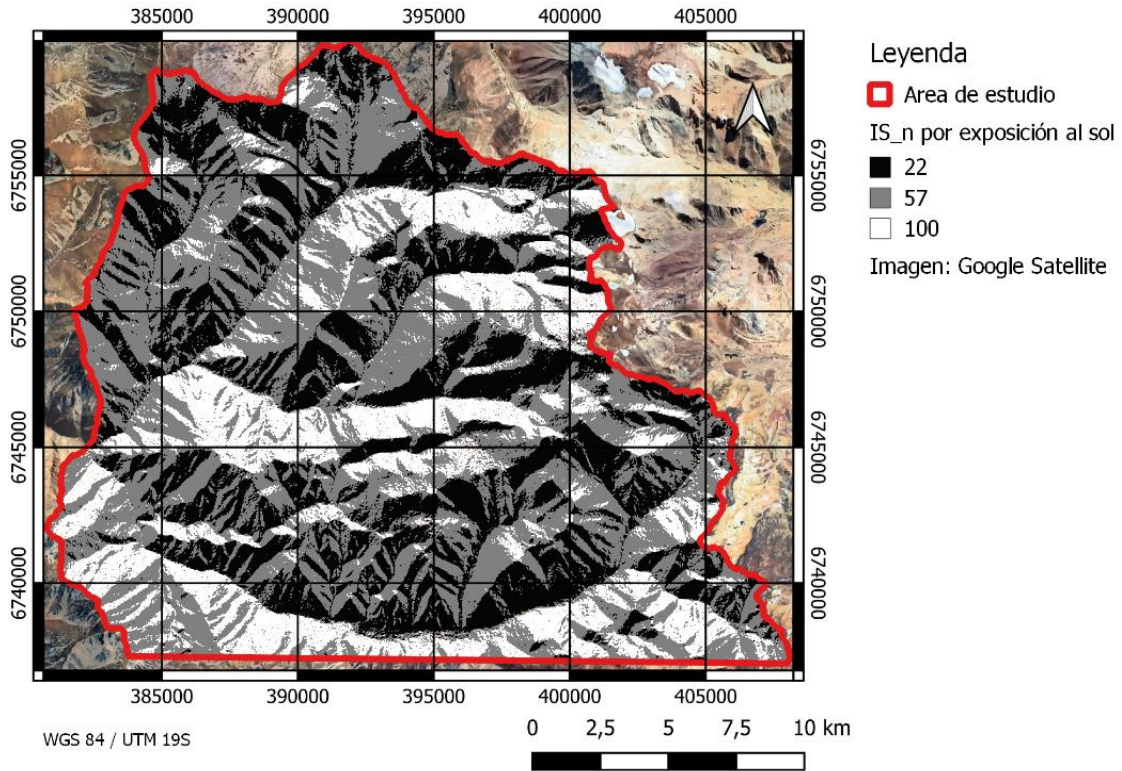 385000 390000 395000 400000 405000
Leyenda
Area de estudio
IS_n por exposición al sol
22
57
100
Imagen: Google Satellite
6755000 6755000
6750000 6750000
6745000 6745000
6740000 6740000
385000 390000 395000 400000 405000
WGS 84 / UTM 19S
0 2,5 5 7,5 10 km